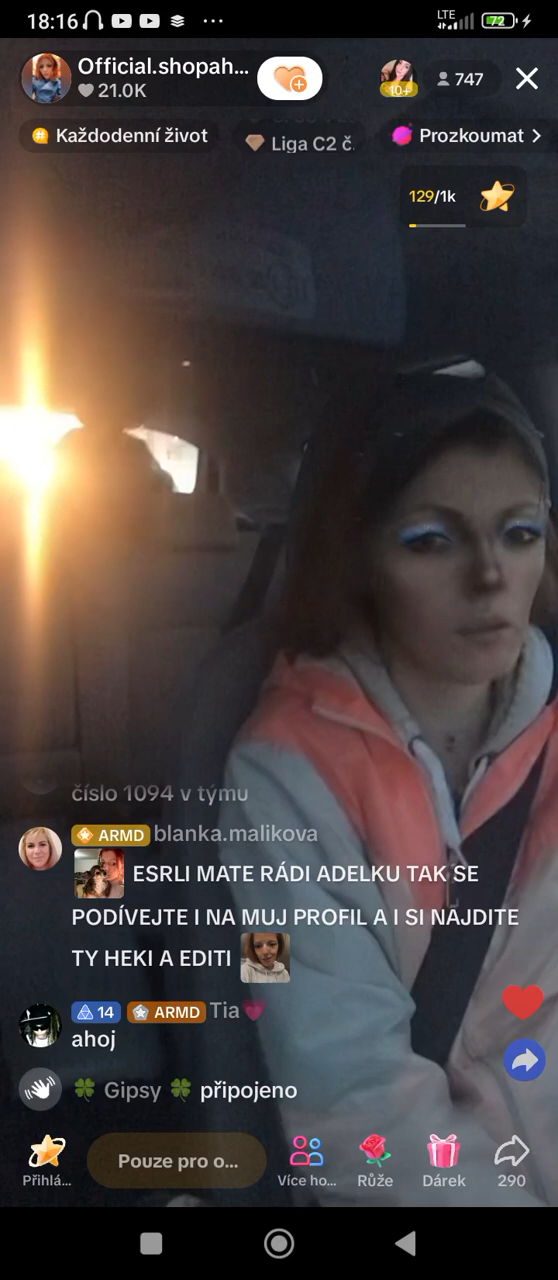 18:16
LTE
72
Official.shopah...
21.0K
10+
747
Každodenní život
Liga C2 č.
Prozkoumat
129/1k
číslo 1094 v týmu
ARMD blanka.malikova
ESRLI MATE RÁDI ADELKU TAK SE
PODÍVEJTE I NA MUJ PROFIL A I SI NAJDITE
TY HEKI A EDITI
14 ARMD Tia
ahoj
Gipsy připojeno
Pouze pro o...
Přihlá...
Více ho...
Růže
Dárek
290